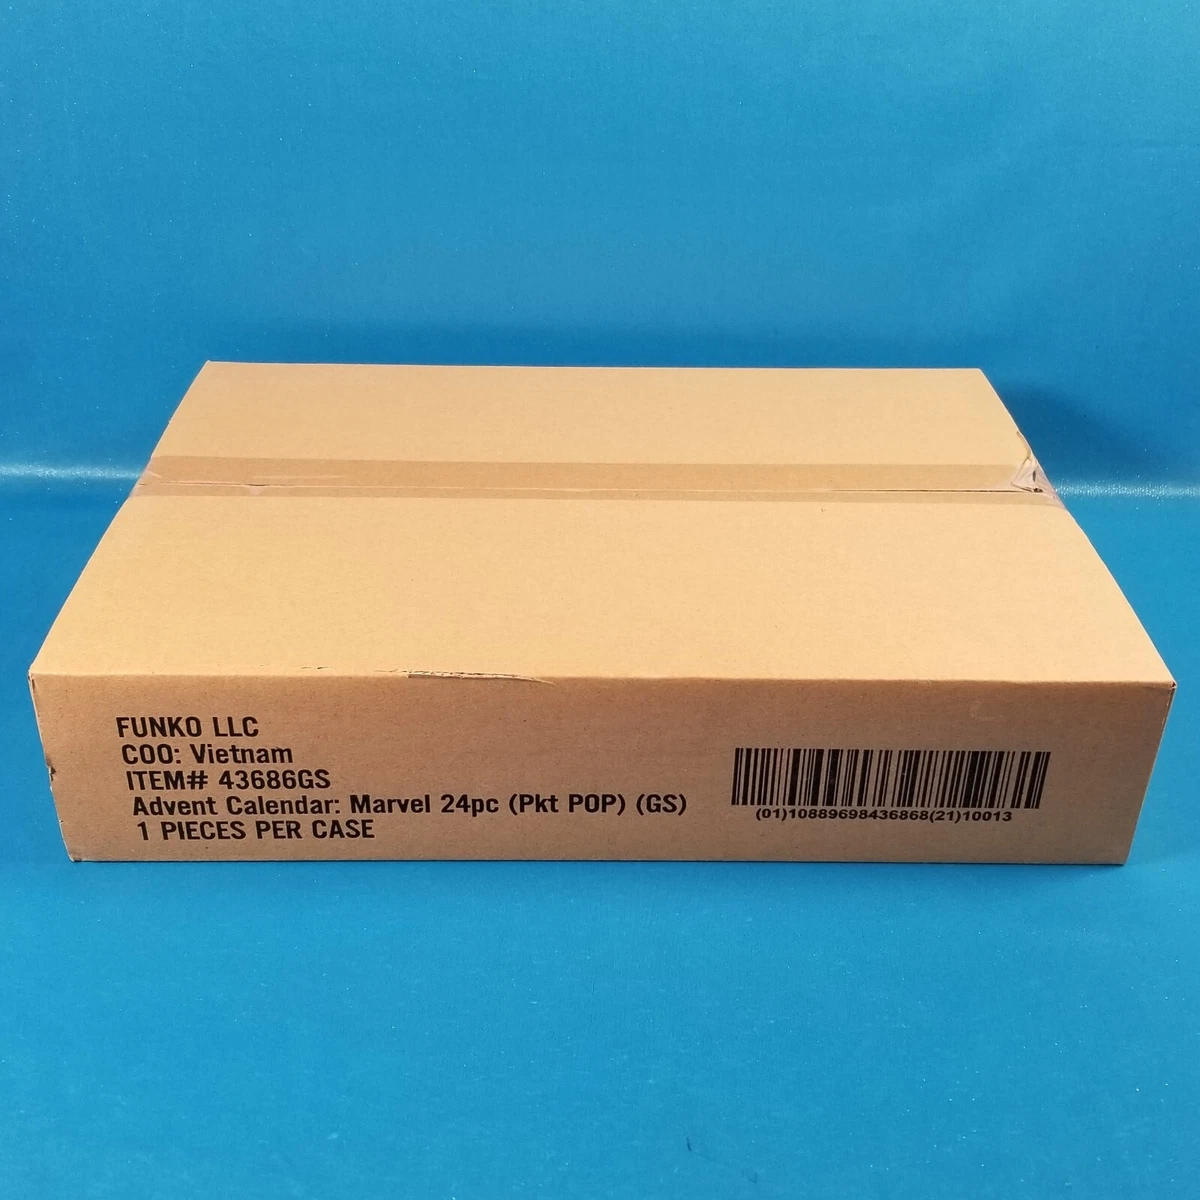 FUNKO LLC
COO: Vietnam
ITEM# 43686GS
Advent Calendar: Marvel 24pc (Pkt POP) (GS)
1 PIECES PER CASE
(01)10889698436868(21)10013